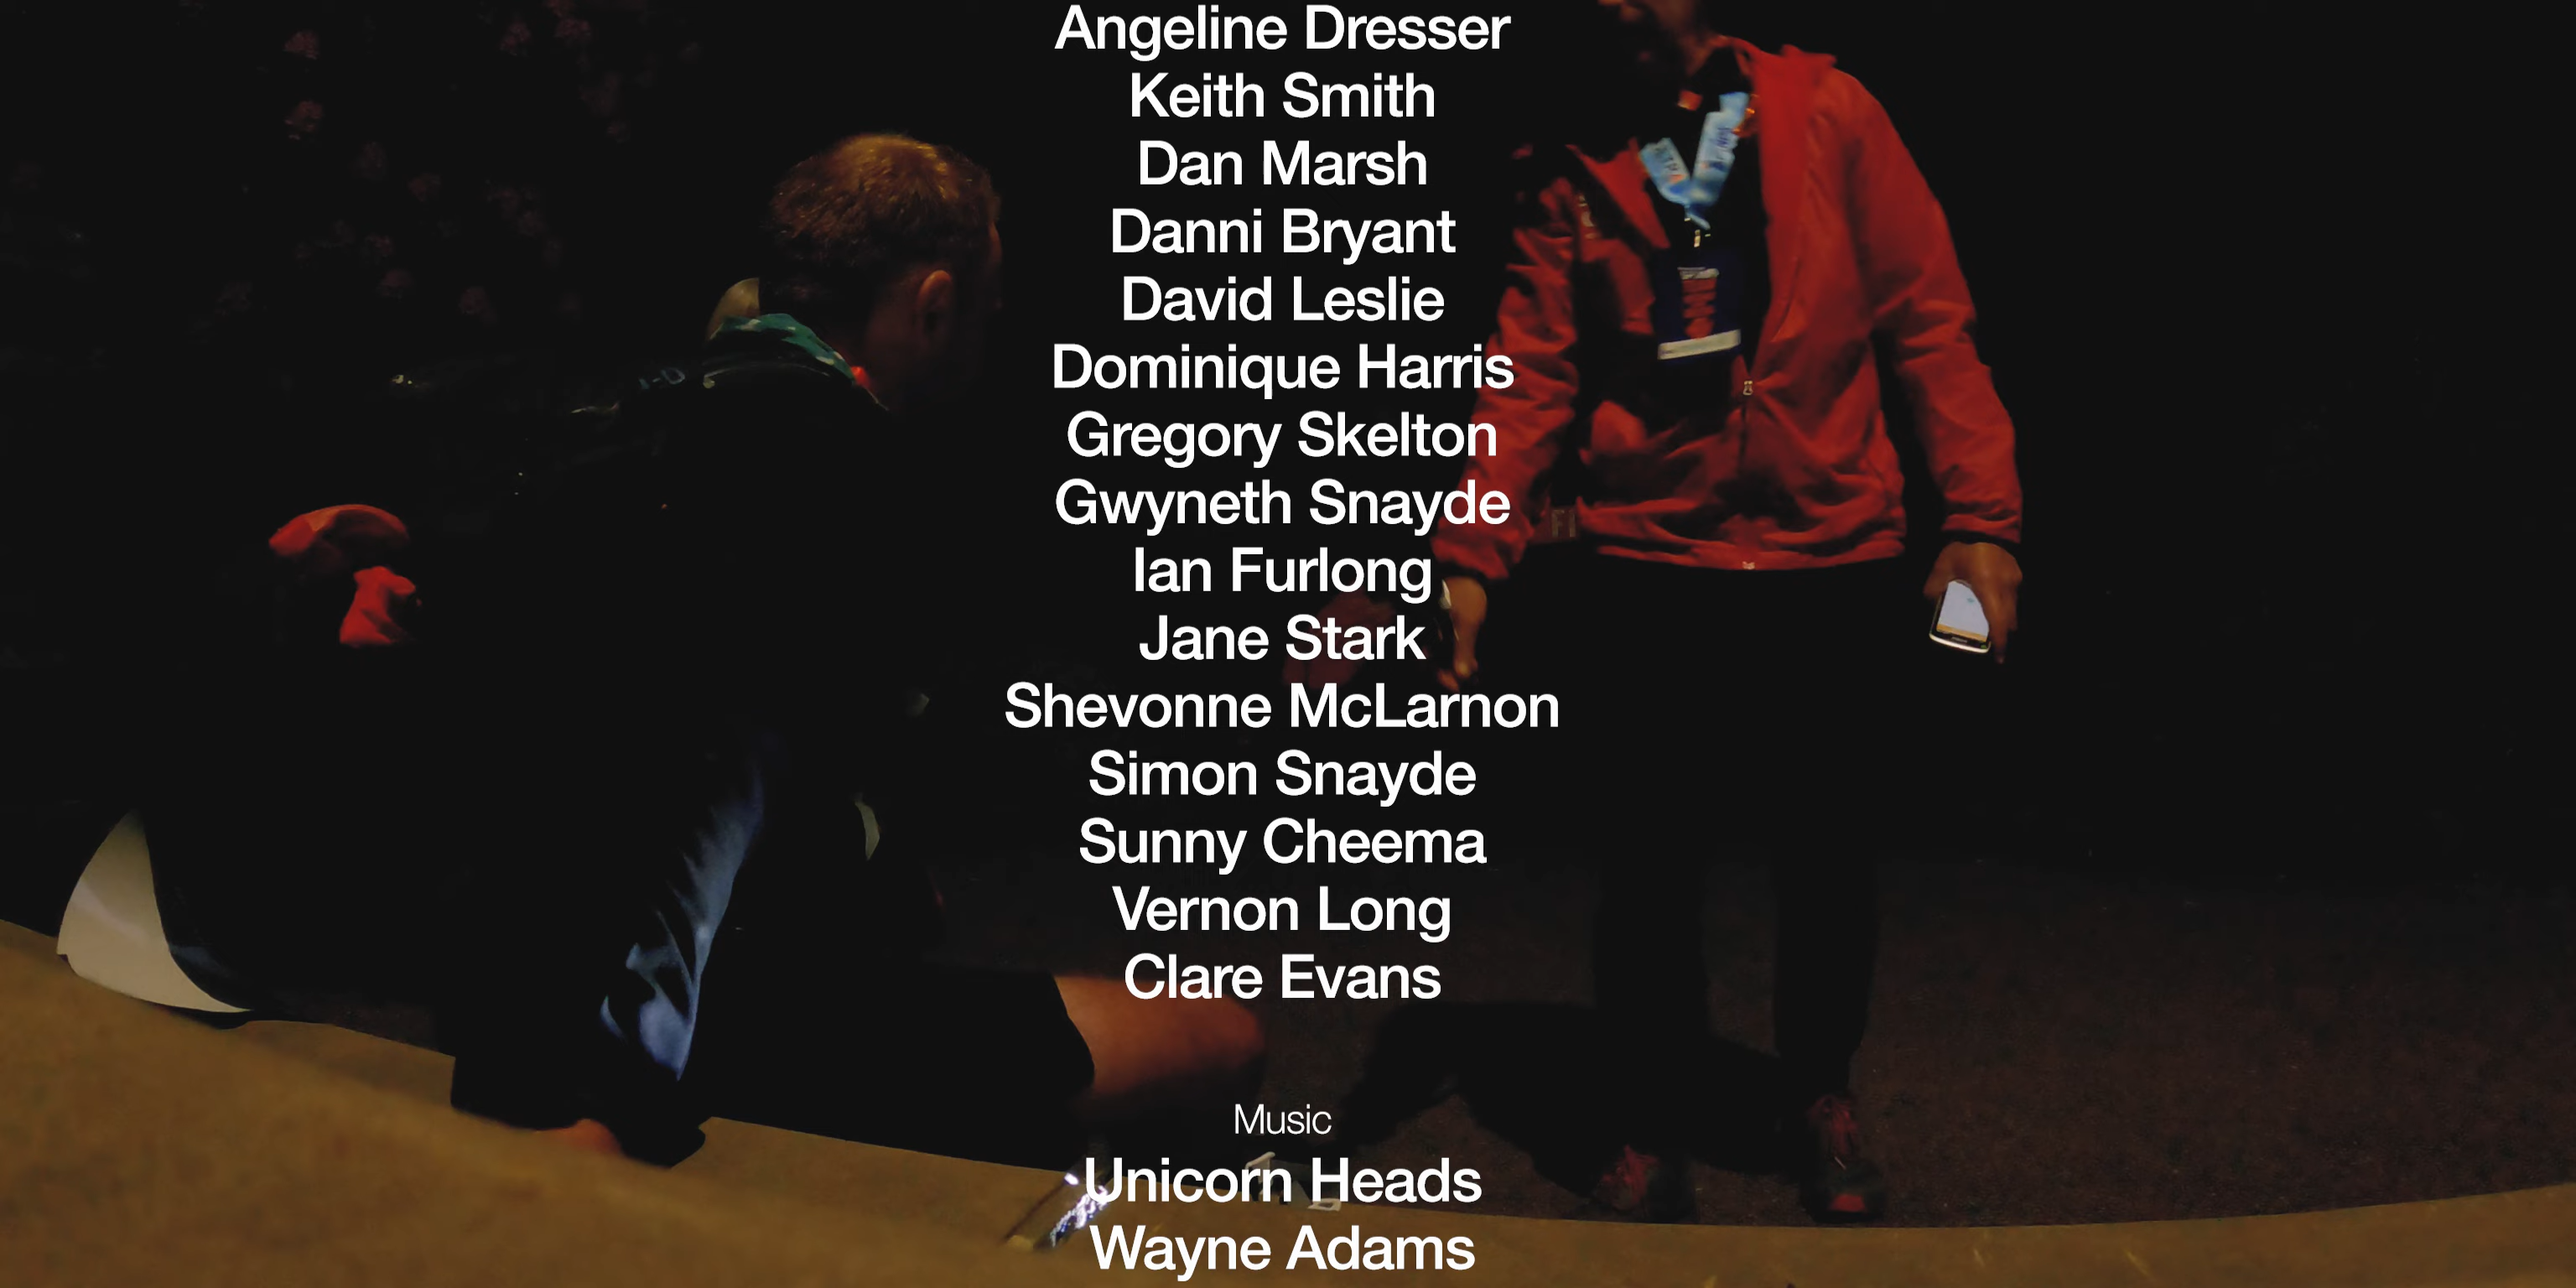 Angeline Dresser
Keith Smith
Dan Marsh
Danni Bryant
David Leslie
Dominique Harris
Gregory Skelton
Gwyneth Snayde
Ian Furlong
Jane Stark
Shevonne McLarnon
Simon Snayde
Sunny Cheema
Vernon Long
Clare Evans
Music
Unicorn Heads
Wayne Adams